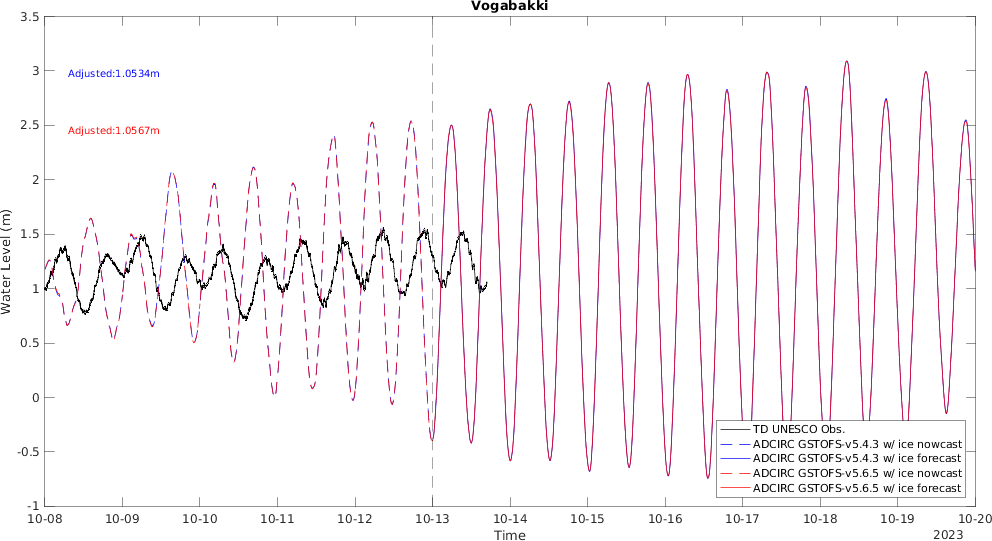 Vogabakki
3.5
3
2.5
2
1.5
1
0.5
0
-0.5
-1
Water Level (m)
Adjusted:1.0534m
Adjusted:1.0567m
TD UNESCO Obs.
ADCIRC GSTOFS-v5.4.3 w/ ice nowcast
ADCIRC GSTOFS-v5.4.3 w/ ice forecast
ADCIRC GSTOFS-v5.6.5 w/ ice nowcast
ADCIRC GSTOFS-v5.6.5 w/ ice forecast
10-08 10-09 10-10 10-11 10-12 10-13 10-14 10-15 10-16 10-17 10-18 10-19 10-20
Time
2023